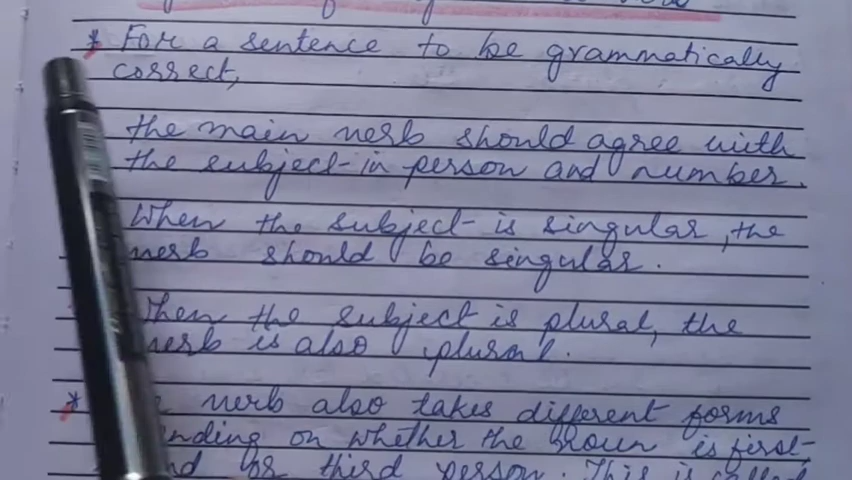 * For a sentence to be grammatically
correct,
the main verb should agree with
the subject in person and number.
When the subject is singular, the
verb should be singular.
When the subject is plural, the
verb is also plural.
* verb also takes different forms
ending on whether the noun is first,
or third person. This is called